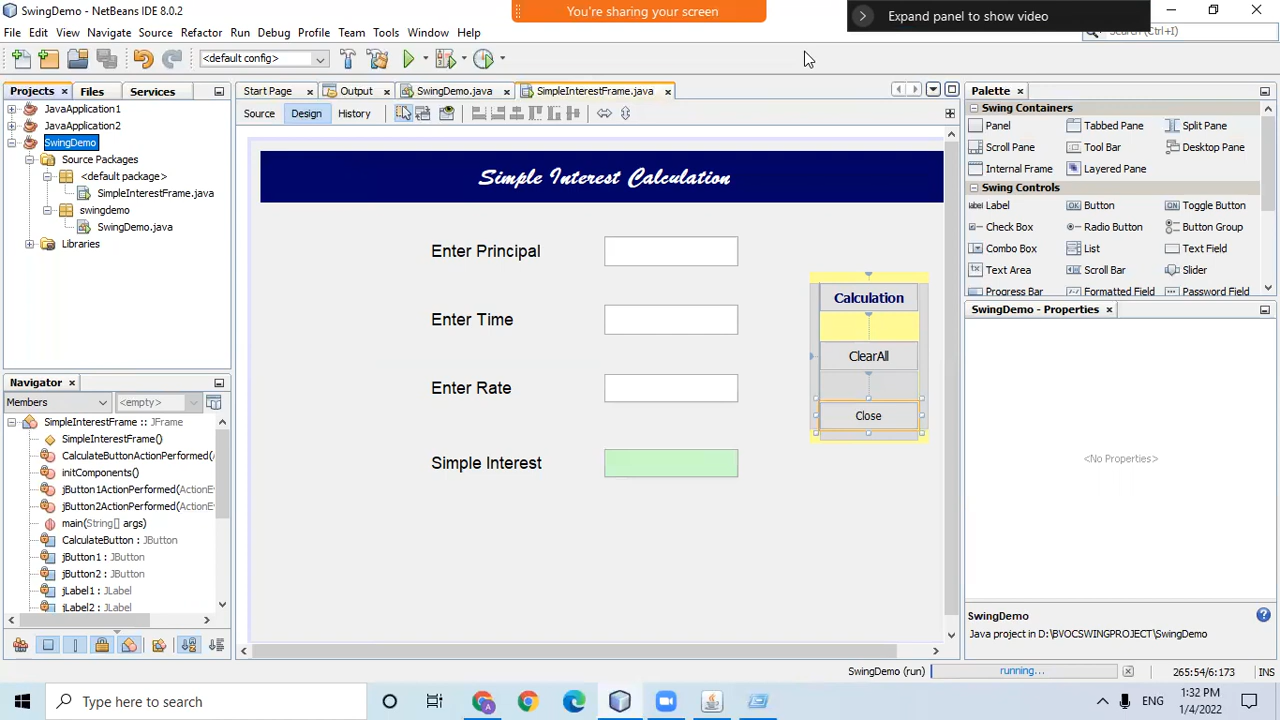 SwingDemo - NetBeans IDE 8.0.2
You're sharing your screen
Expand panel to show video
File Edit View Navigate Source Refactor Run Debug Profile Team Tools Window Help
Search (Ctrl+I)
<default config>
Projects Files Services
Start Page Output SwingDemo.java SimpleInterestFrame.java
Palette
Source Design History
JavaApplication1
JavaApplication2
SwingDemo
Source Packages
<default package>
SimpleInterestFrame.java
swingdemo
SwingDemo.java
Libraries
Simple Interest Calculation
Enter Principal
Enter Time
Enter Rate
Simple Interest
Calculation
ClearAll
Close
Swing Containers
Panel Tabbed Pane Split Pane
Scroll Pane Tool Bar Desktop Pane
Internal Frame Layered Pane
Swing Controls
label Label ON Button ON Toggle Button
Check Box Radio Button Button Group
Combo Box List Text Field
Text Area Scroll Bar Slider
Progress Bar Formatted Field Password Field
SwingDemo - Properties
<No Properties>
SwingDemo
Java project in D:\BVOCSWINGPROJECT\SwingDemo
Navigator
Members <empty>
SimpleInterestFrame :: JFrame
SimpleInterestFrame()
CalculateButtonActionPerformed(
initComponents()
jButton1ActionPerformed(ActionE
jButton2ActionPerformed(ActionE
main(String[] args)
CalculateButton : JButton
jButton1 : JButton
jButton2 : JButton
jLabel1 : JLabel
jLabel2 : JLabel
SwingDemo (run) running... 265:54/6:173 INS
Type here to search
ENG
1:32 PM
1/4/2022